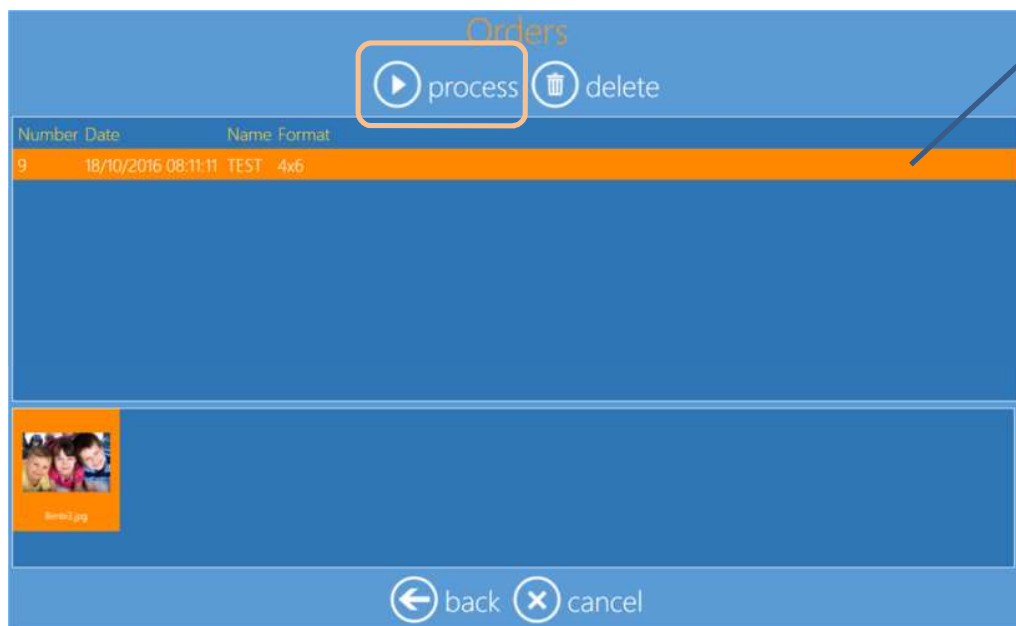 Orders
process delete
Number Date Name Format
9 18/10/2016 08:11:11 TEST 4x6
back cancel